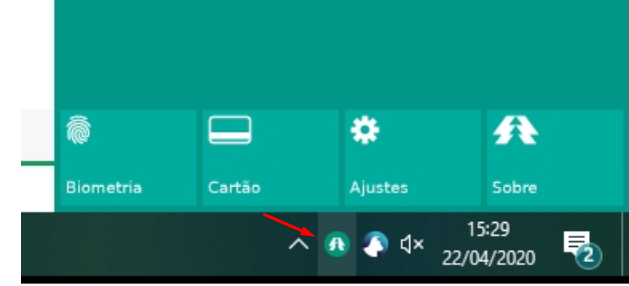 Biometria
Cartão
Ajustes
Sobre
15:29
22/04/2020
2